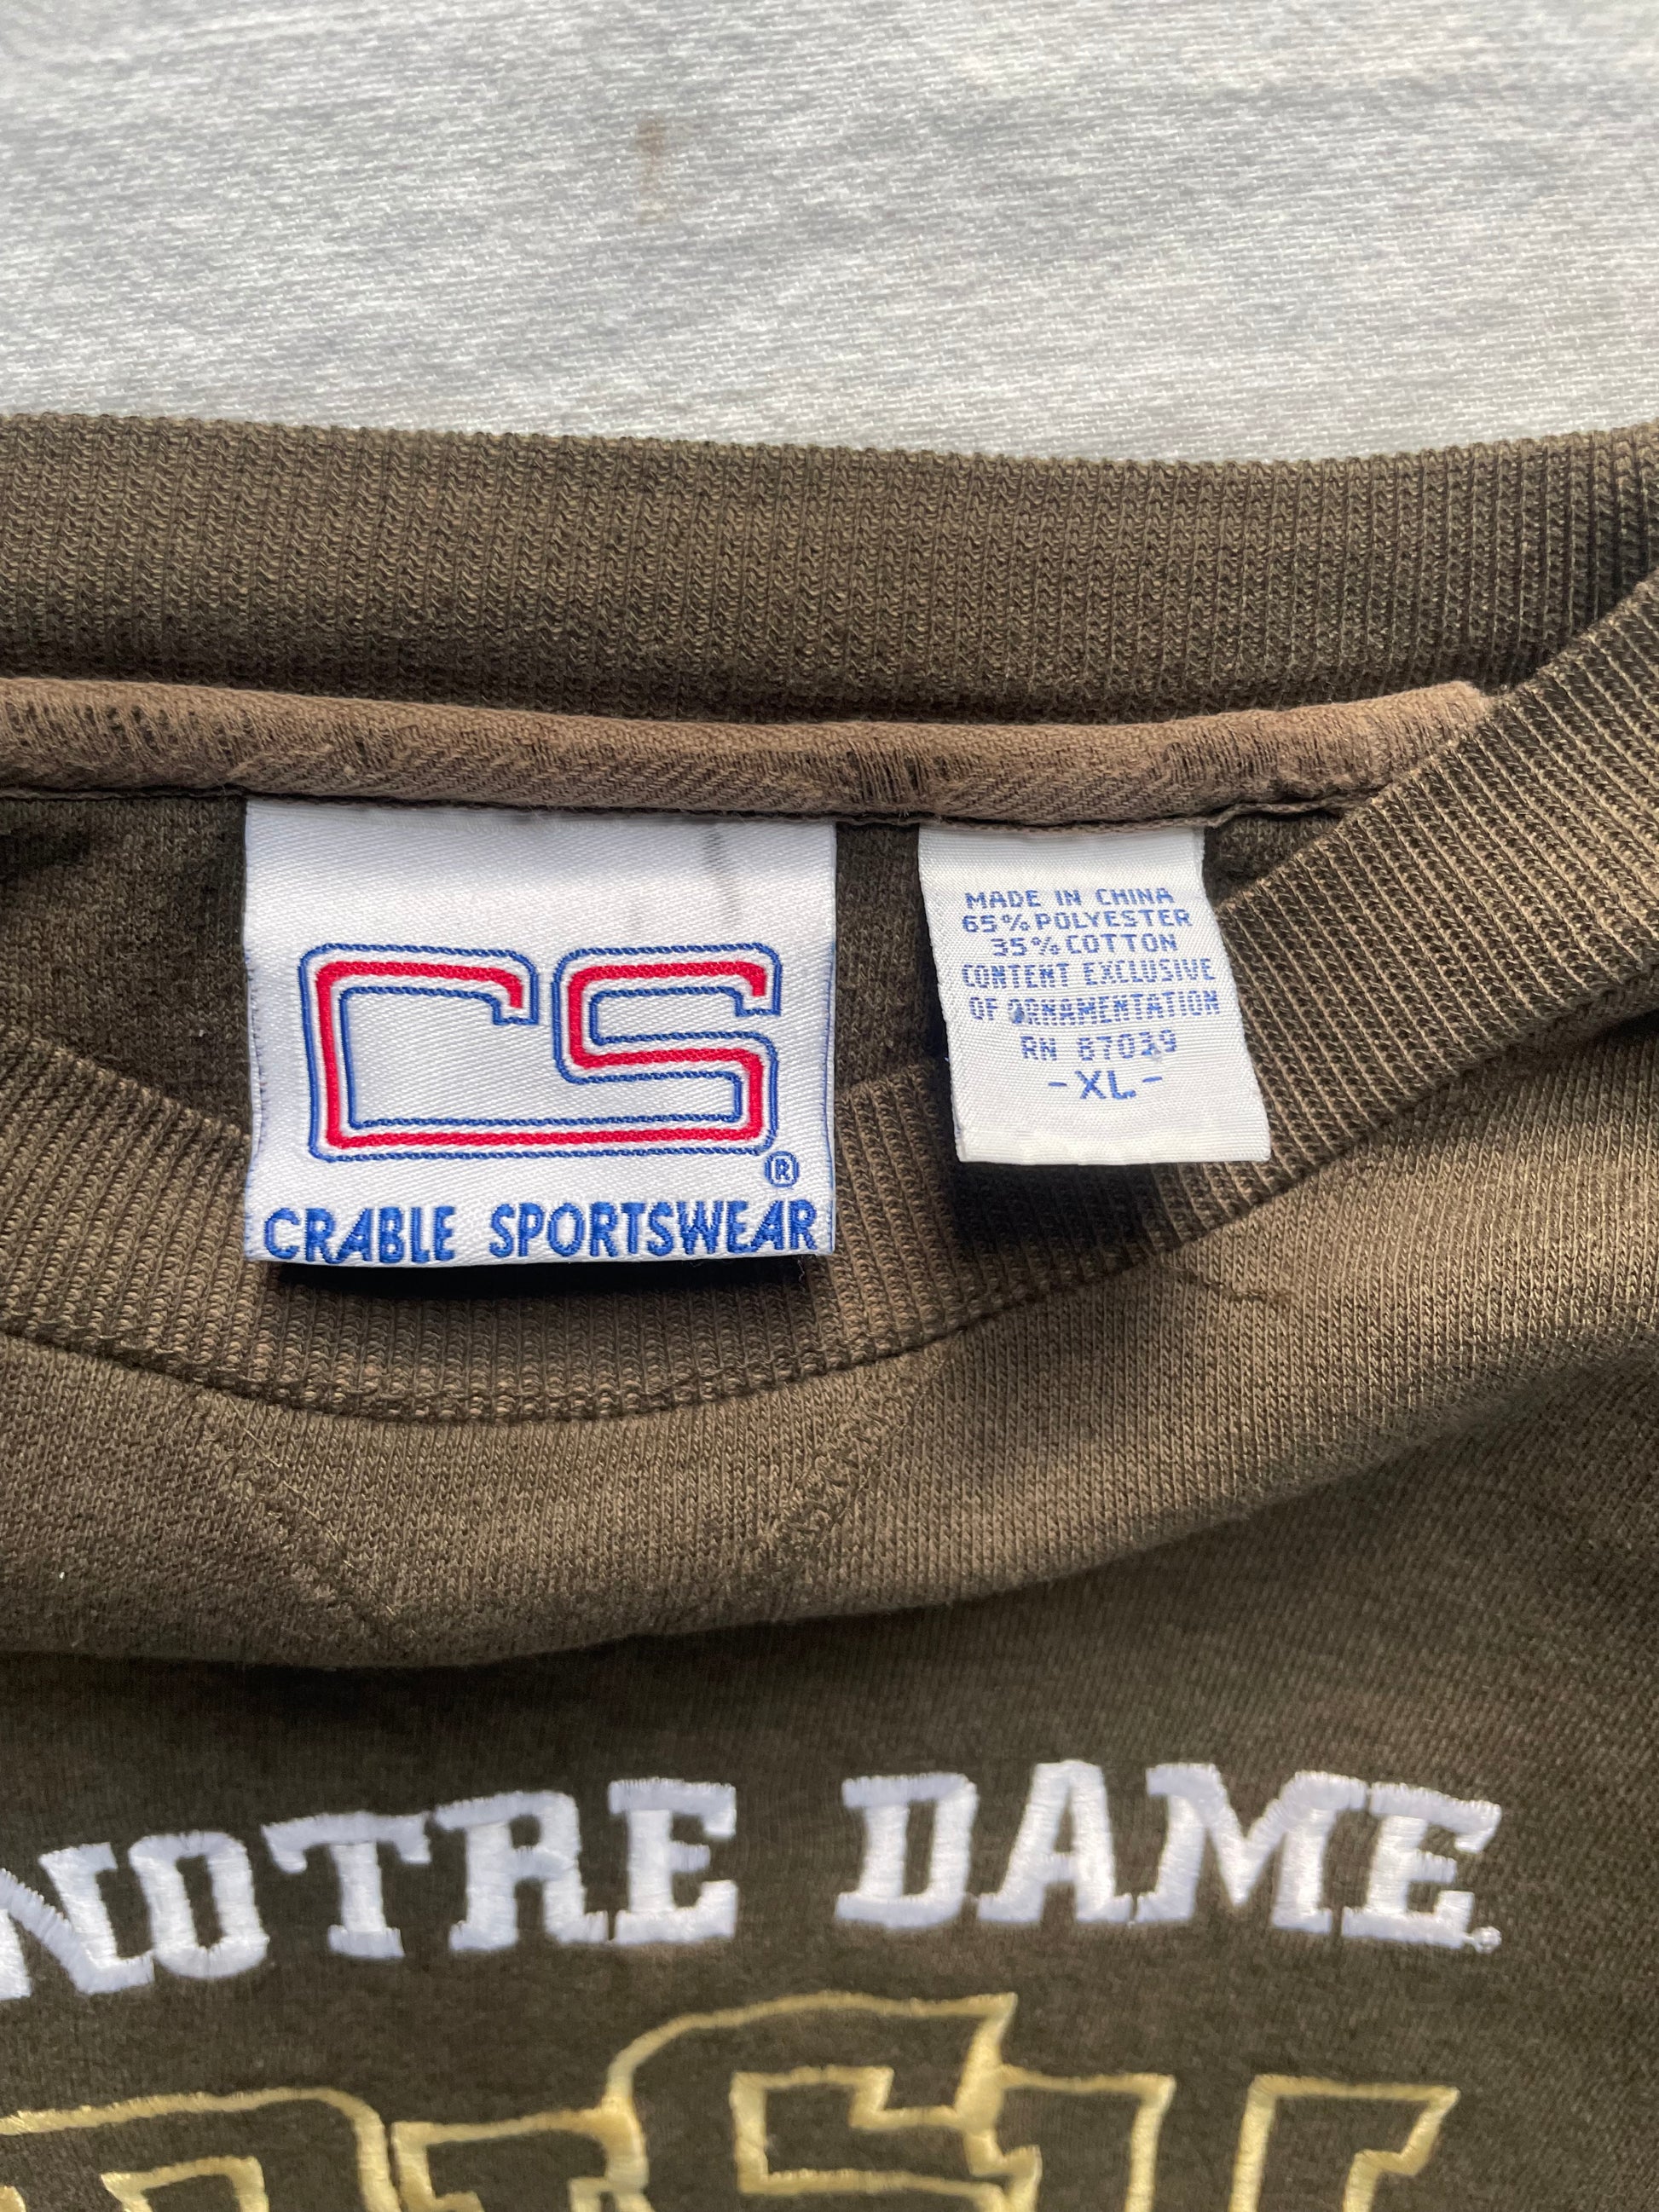 CS
®
CRABLE SPORTSWEAR
MADE IN CHINA
65% POLYESTER
35% COTTON
CONTENT EXCLUSIVE
OF ORNAMENTATION
RN 87039
-XL-
NOTRE DAME